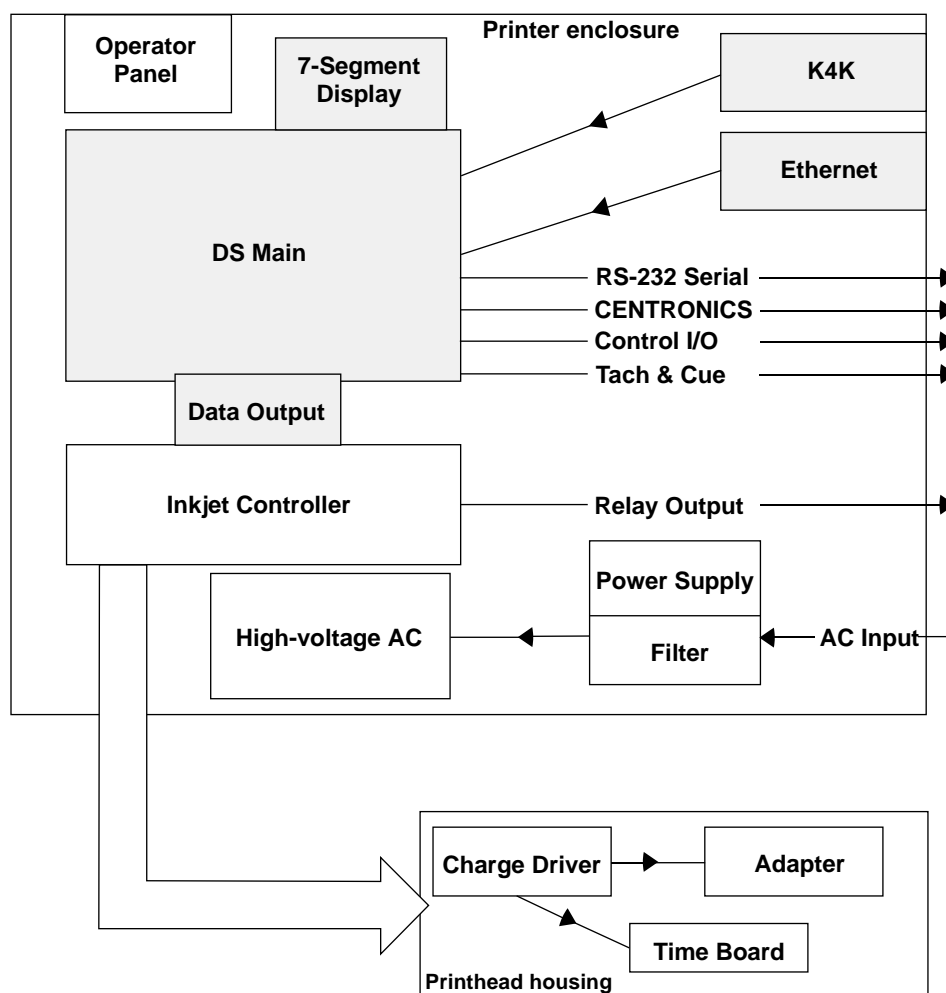 Printer enclosure
Operator
Panel
7-Segment
Display
K4K
Ethernet
DS Main
RS-232 Serial
CENTRONICS
Control I/O
Tach & Cue
Data Output
Inkjet Controller
Relay Output
Power Supply
High-voltage AC
Filter
AC Input
Charge Driver
Adapter
Time Board
Printhead housing